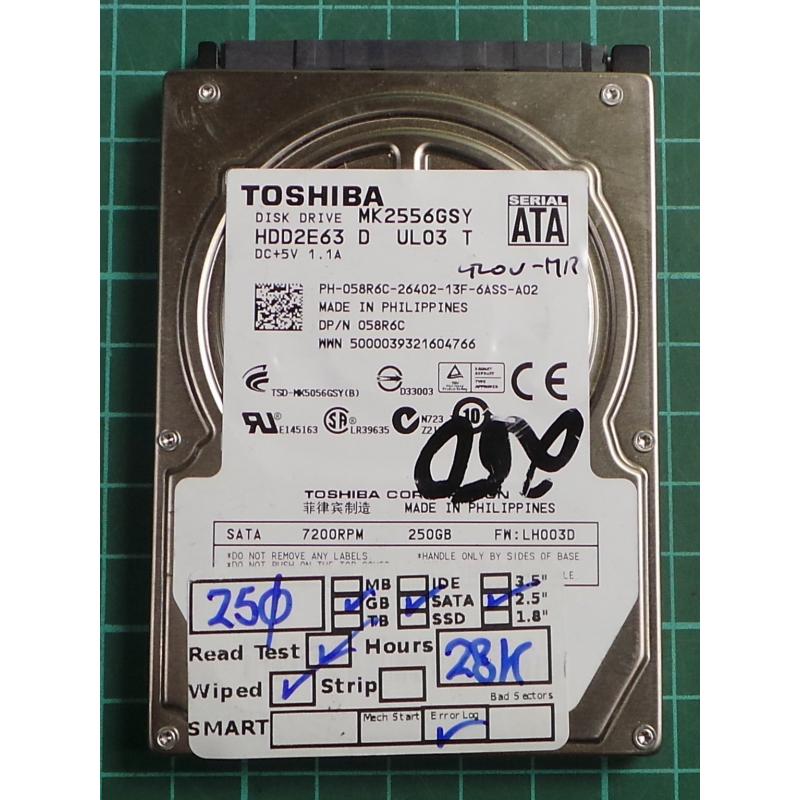 TOSHIBA
SERIAL
ATA
DISK DRIVE MK2556GSY
HDD2E63 D UL03 T
DC+5V 1.1A
PH-058R6C-26402-13F-6ASS-A02
MADE IN PHILIPPINES
DP/N 058R6C
WWN 5000039321604766
TSD-MK5056GSY(B)
D33003
CE
E145163
LR39635
N723
10
TOSHIBA
菲律宾制造 MADE IN PHILIPPINES
SATA 7200RPM 250GB FW:LH003D
*DO NOT REMOVE ANY LABELS. *HANDLE ONLY BY SIDES OF BASE
250 MB IDE 3.5"
GB SATA 2.5"
TB SSD 1.8"
Read Test Hours 28K
Wiped Strip
Bad Sectors
SMART Mech Start Error Log